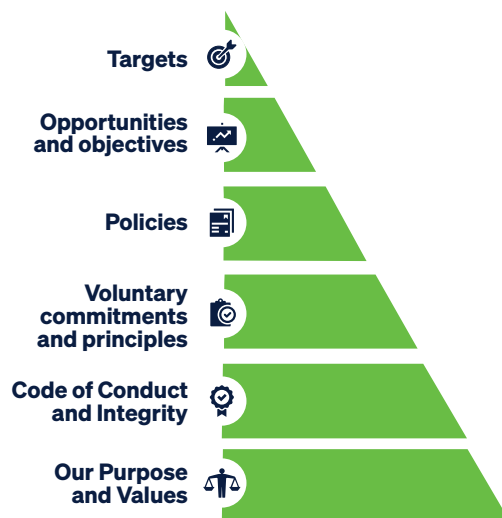 Targets
Opportunities
and objectives
Policies
Voluntary
commitments
and principles
Code of Conduct
and Integrity
Our Purpose
and Values